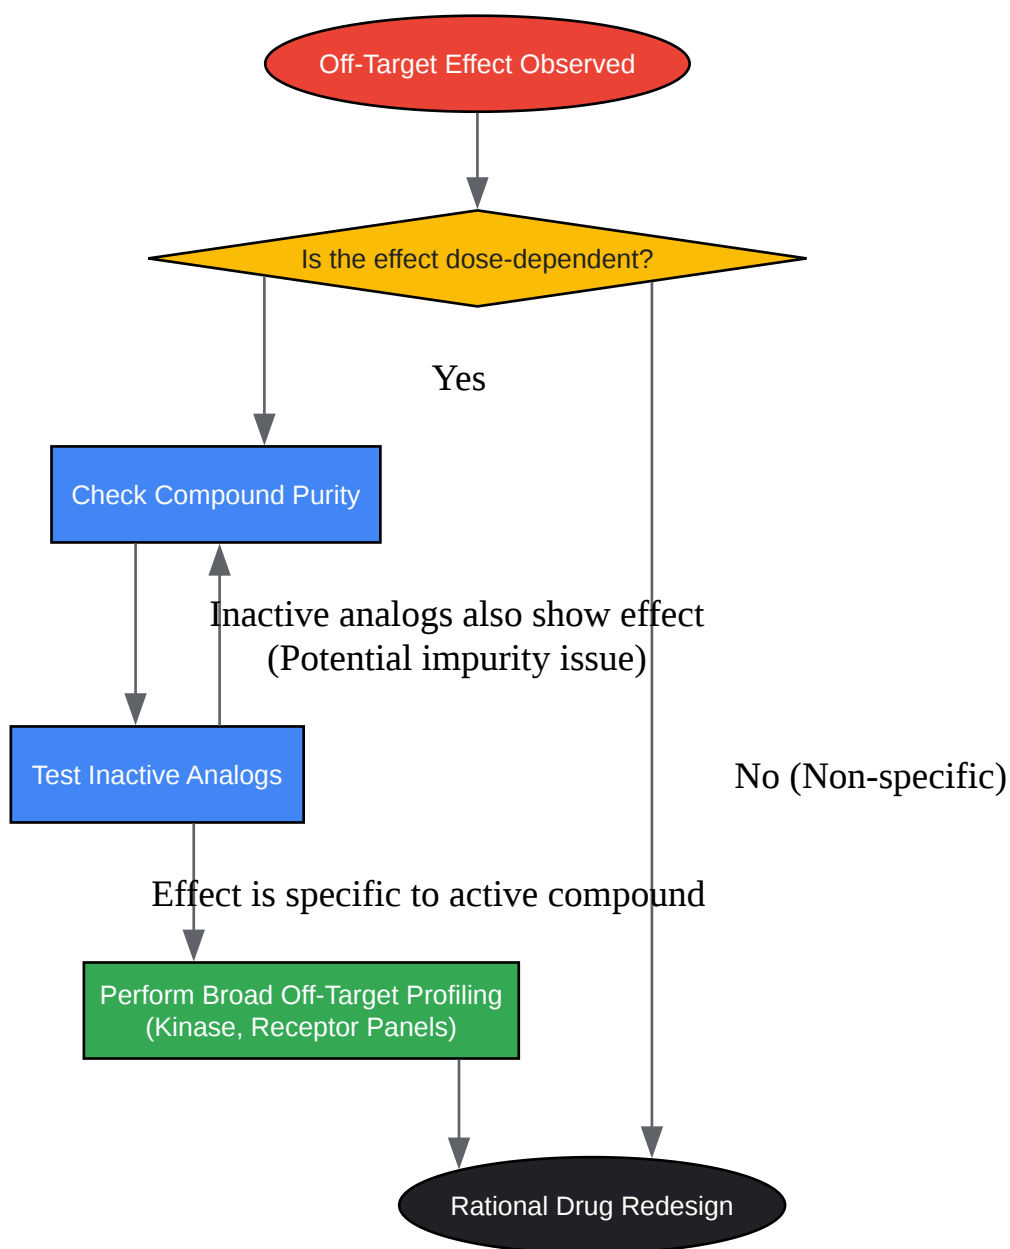 Off-Target Effect Observed
Is the effect dose-dependent?
Yes
Check Compound Purity
Inactive analogs also show effect
(Potential impurity issue)
Test Inactive Analogs
No (Non-specific)
Effect is specific to active compound
Perform Broad Off-Target Profiling
(Kinase, Receptor Panels)
Rational Drug Redesign